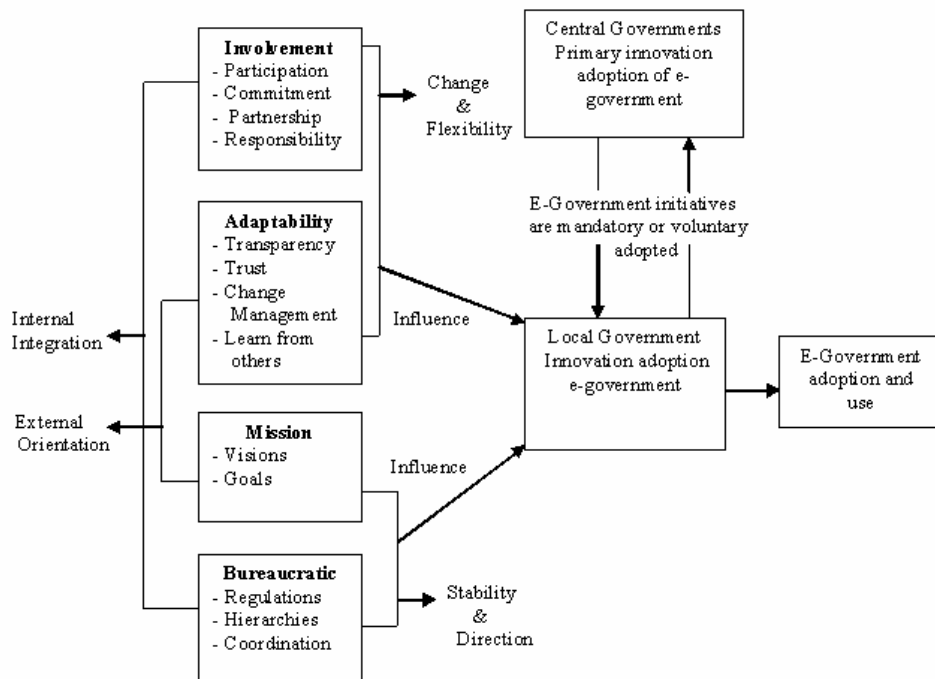 Involvement
- Participation
- Commitment
- Partnership
- Responsibility
Change
&
Flexibility
Central Governments
Primary innovation
adoption of e-
government
E-Government initiatives
are mandatory or voluntary
adopted
Adaptability
- Transparency
- Trust
- Change
Management
- Learn from
others
Internal
Integration
Influence
Local Government
Innovation adoption
e-government
E-Government
adoption and
use
External
Orientation
Mission
- Visions
- Goals
Influence
Bureaucratic
- Regulations
- Hierarchies
- Coordination
Stability
&
Direction